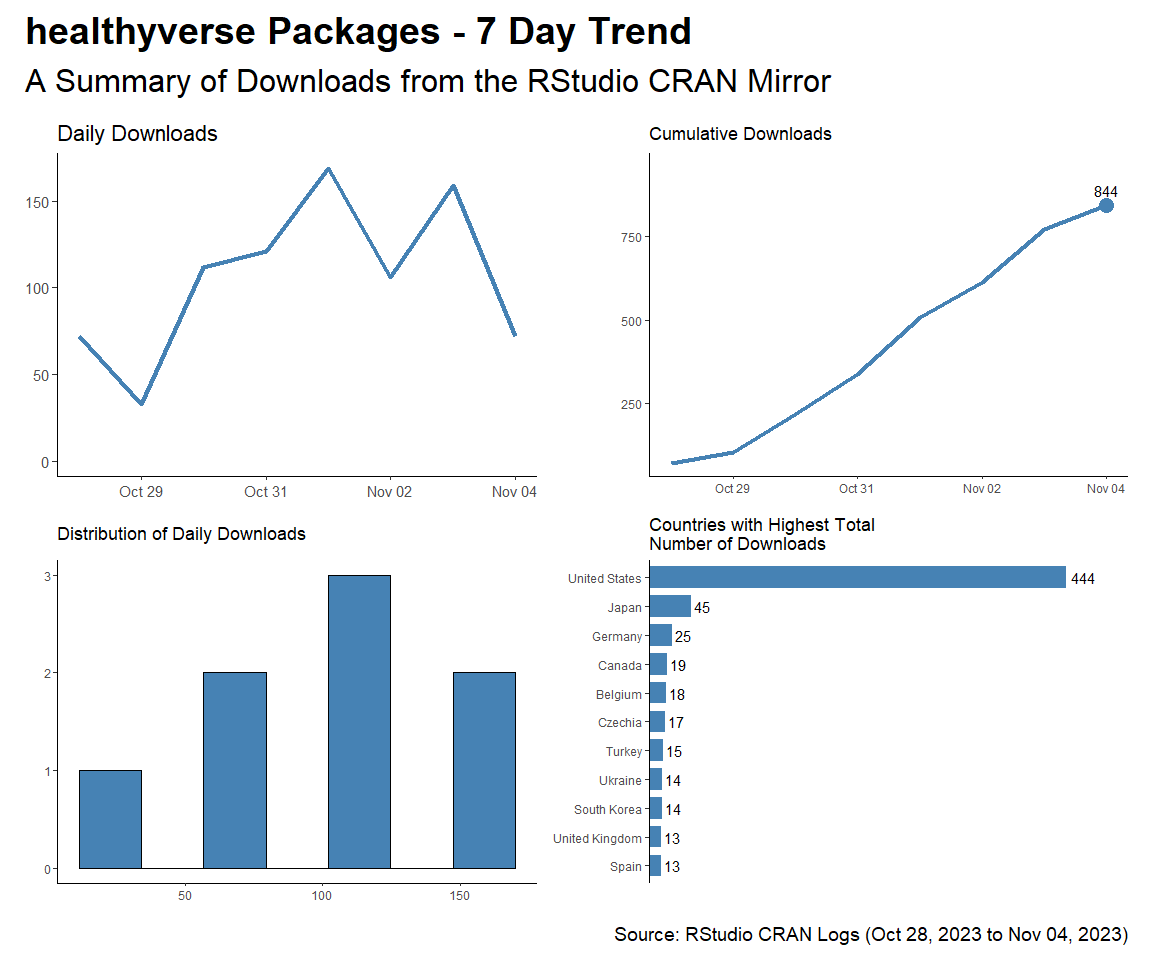 healthyverse Packages - 7 Day Trend
A Summary of Downloads from the RStudio CRAN Mirror
Daily Downloads
150
100
50
0
Oct 29 Oct 31 Nov 02 Nov 04
Cumulative Downloads
844
750
500
250
Oct 29 Oct 31 Nov 02 Nov 04
Distribution of Daily Downloads
3
2
1
0
50 100 150
Countries with Highest Total
Number of Downloads
United States 444
Japan 45
Germany 25
Canada 19
Belgium 18
Czechia 17
Turkey 15
Ukraine 14
South Korea 14
United Kingdom 13
Spain 13
Source: RStudio CRAN Logs (Oct 28, 2023 to Nov 04, 2023)